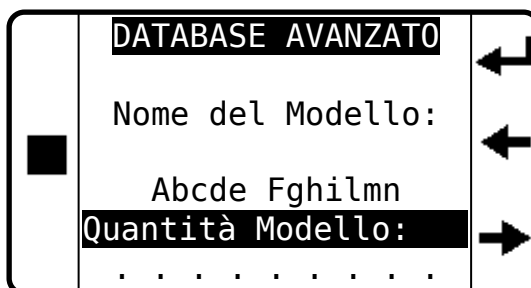 DATABASE AVANZATO
Nome del Modello:
Abcde Fghilmn
Quantità Modello:
. . . . . . . . .